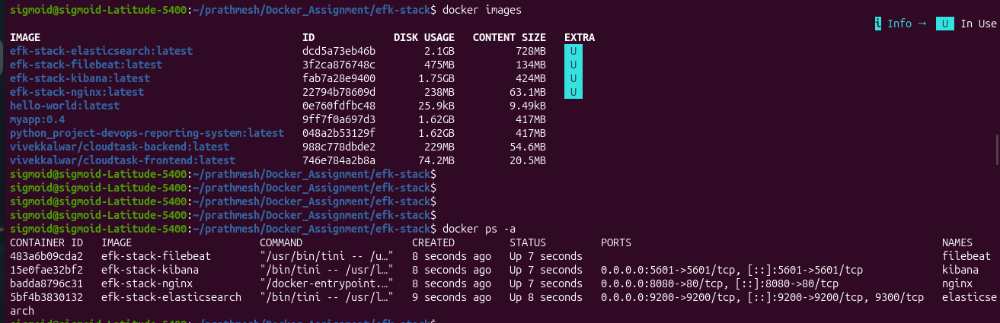 sigmoid@sigmoid-Latitude-5400:~/prathmesh/Docker_Assignment/efk-stack$ docker images
i Info → U In Use
IMAGE ID DISK USAGE CONTENT SIZE EXTRA
efk-stack-elasticsearch:latest dcd5a73eb46b 2.1GB 728MB U
efk-stack-filebeat:latest 3f2ca876748c 475MB 134MB U
efk-stack-kibana:latest fab7a28e9400 1.75GB 424MB U
efk-stack-nginx:latest 22794b78609d 238MB 63.1MB U
hello-world:latest 0e760fdfbc48 25.9kB 9.49kB
myapp:0.4 9ff7f0a697d3 1.62GB 417MB
python_project-devops-reporting-system:latest 048a2b53129f 1.62GB 417MB
vivekkalwar/cloudtask-backend:latest 988c778dbde2 229MB 54.6MB
vivekkalwar/cloudtask-frontend:latest 746e784a2b8a 74.2MB 20.5MB
sigmoid@sigmoid-Latitude-5400:~/prathmesh/Docker_Assignment/efk-stack$
sigmoid@sigmoid-Latitude-5400:~/prathmesh/Docker_Assignment/efk-stack$
sigmoid@sigmoid-Latitude-5400:~/prathmesh/Docker_Assignment/efk-stack$
sigmoid@sigmoid-Latitude-5400:~/prathmesh/Docker_Assignment/efk-stack$
sigmoid@sigmoid-Latitude-5400:~/prathmesh/Docker_Assignment/efk-stack$ docker ps -a
CONTAINER ID IMAGE COMMAND CREATED STATUS PORTS NAMES
483a6b09cda2 efk-stack-filebeat "/usr/bin/tini -- /u…" 8 seconds ago Up 7 seconds filebeat
15e0fae32bf2 efk-stack-kibana "/bin/tini -- /usr/l…" 8 seconds ago Up 7 seconds 0.0.0.0:5601->5601/tcp, [::]:5601->5601/tcp kibana
badda8796c31 efk-stack-nginx "/docker-entrypoint.…" 8 seconds ago Up 7 seconds 0.0.0.0:8080->80/tcp, [::]:8080->80/tcp nginx
5bf4b3830132 efk-stack-elasticsearch "/bin/tini -- /usr/l…" 9 seconds ago Up 8 seconds 0.0.0.0:9200->9200/tcp, [::]:9200->9200/tcp, 9300/tcp elasticse
arch
sigmoid@sigmoid-Latitude-5400:~/prathmesh/Docker_Assignment/efk-stack$